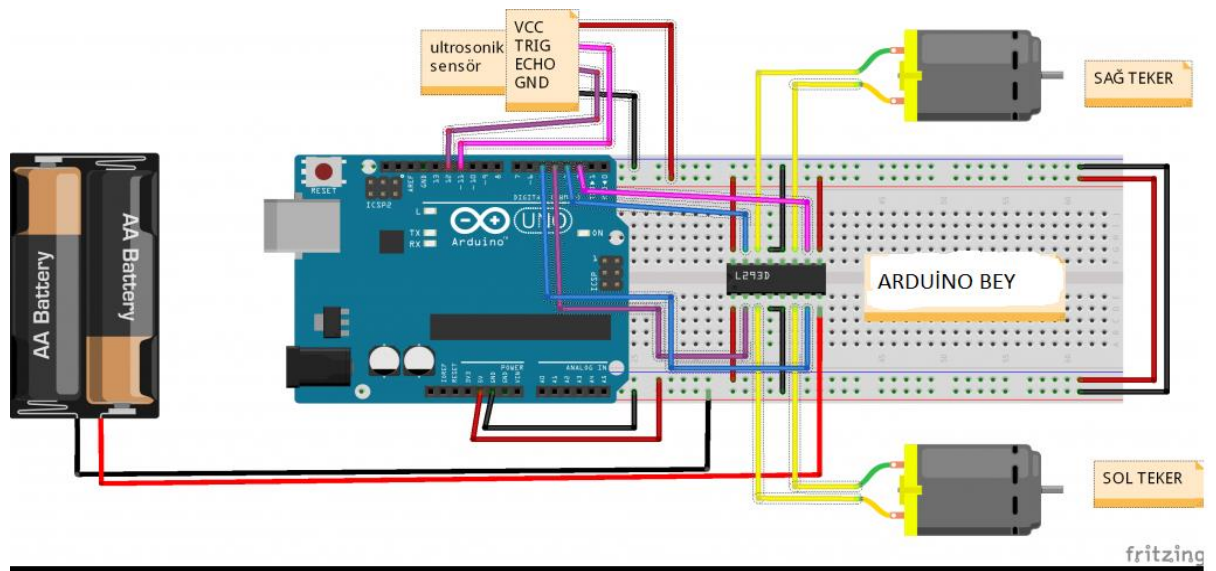 VCC
TRIG
ECHO
GND
ultrosonik
sensör
SAĞ TEKER
AA Battery
AA Battery
RESET
ICSP2
AREF
GND
13
12
~11
~10
~9
8
7
L
TX
RX
Arduino™
UNO
ON
ICSP
L293D
ARDUİNO BEY
IOREF
RESET
3V3
5V
GND
GND
VIN
POWER
ANALOG IN
A0
A1
A2
A3
A4
A5
SOL TEKER
fritzing